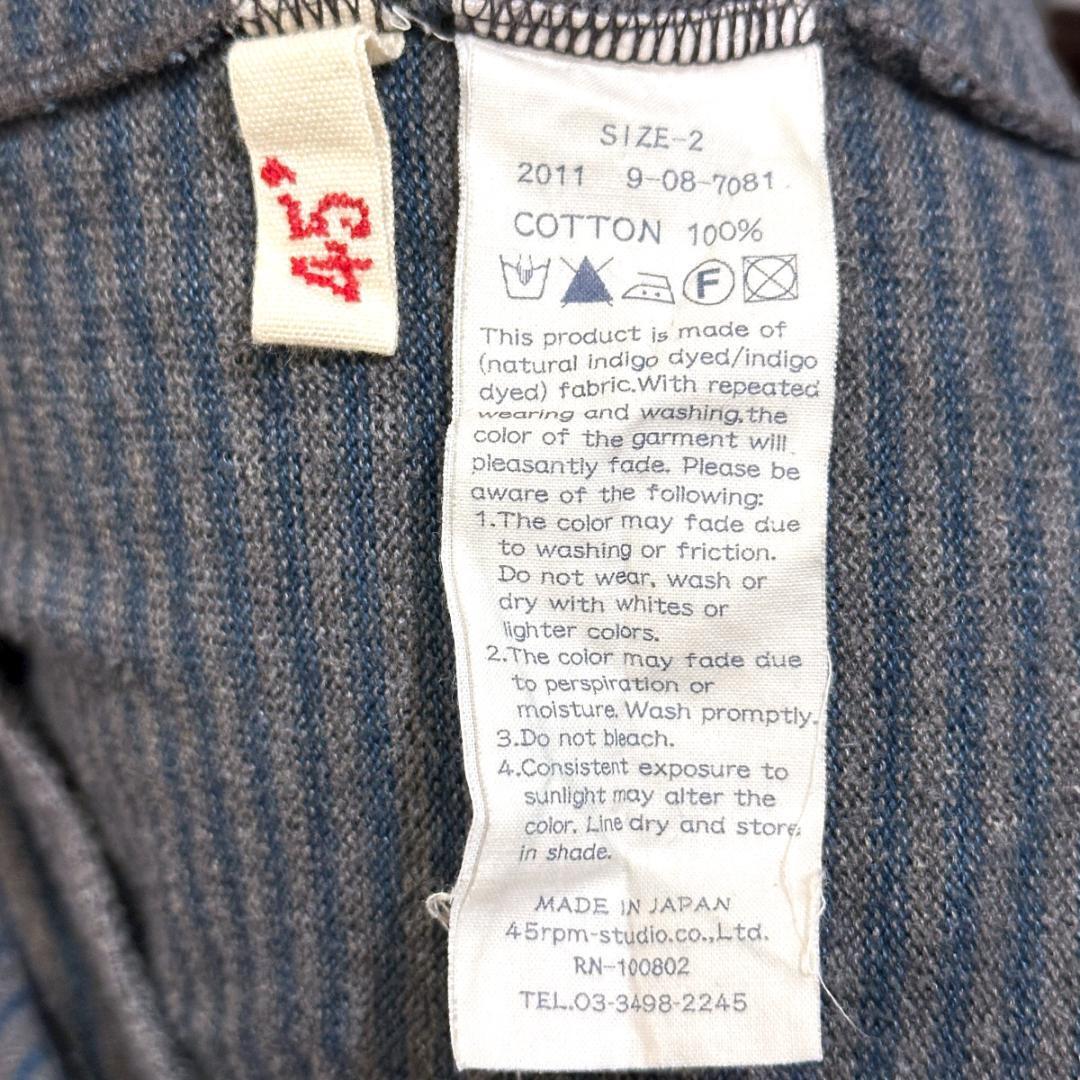 45'
SIZE-2
2011 9-08-7081
COTTON 100%
F
This product is made of
(natural indigo dyed/indigo
dyed) fabric.With repeated
wearing and washing,the
color of the garment will
pleasantly fade. Please be
aware of the following:
1.The color may fade due
to washing or friction.
Do not wear, wash or
dry with whites or
lighter colors.
2.The color may fade due
to perspiration or
moisture. Wash promptly.
3.Do not bleach.
4.Consistent exposure to
sunlight may alter the
color. Line dry and store
in shade.
MADE IN JAPAN
45rpm-studio.co.,Ltd.
RN-100802
TEL.03-3498-2245